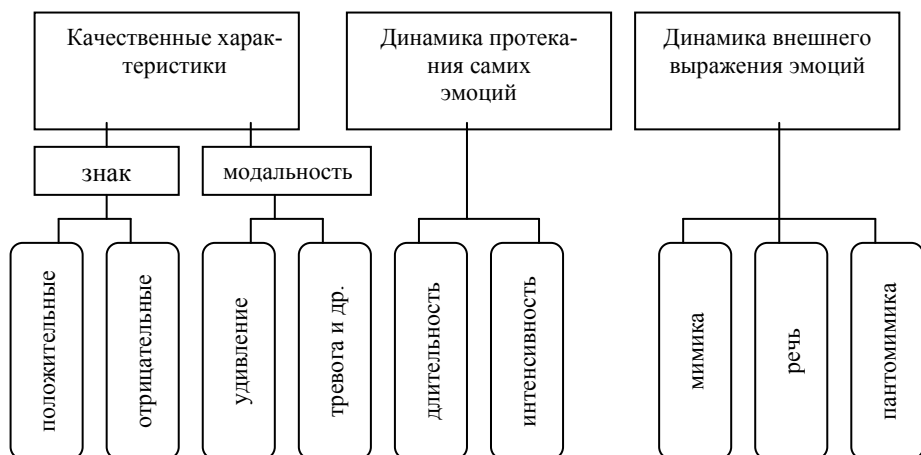 Качественные харак-
теристики
Динамика протека-
ния самих
эмоций
Динамика внешнего
выражения эмоций
знак
модальность
положительные
отрицательные
удивление
тревога и др.
длительность
интенсивность
мимика
речь
пантомимика